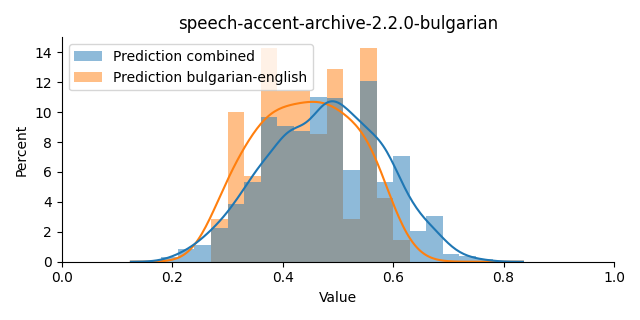 speech-accent-archive-2.2.0-bulgarian
Prediction combined
Prediction bulgarian-english
Percent
14
12
10
8
6
4
2
0
0.0 0.2 0.4 0.6 0.8 1.0
Value